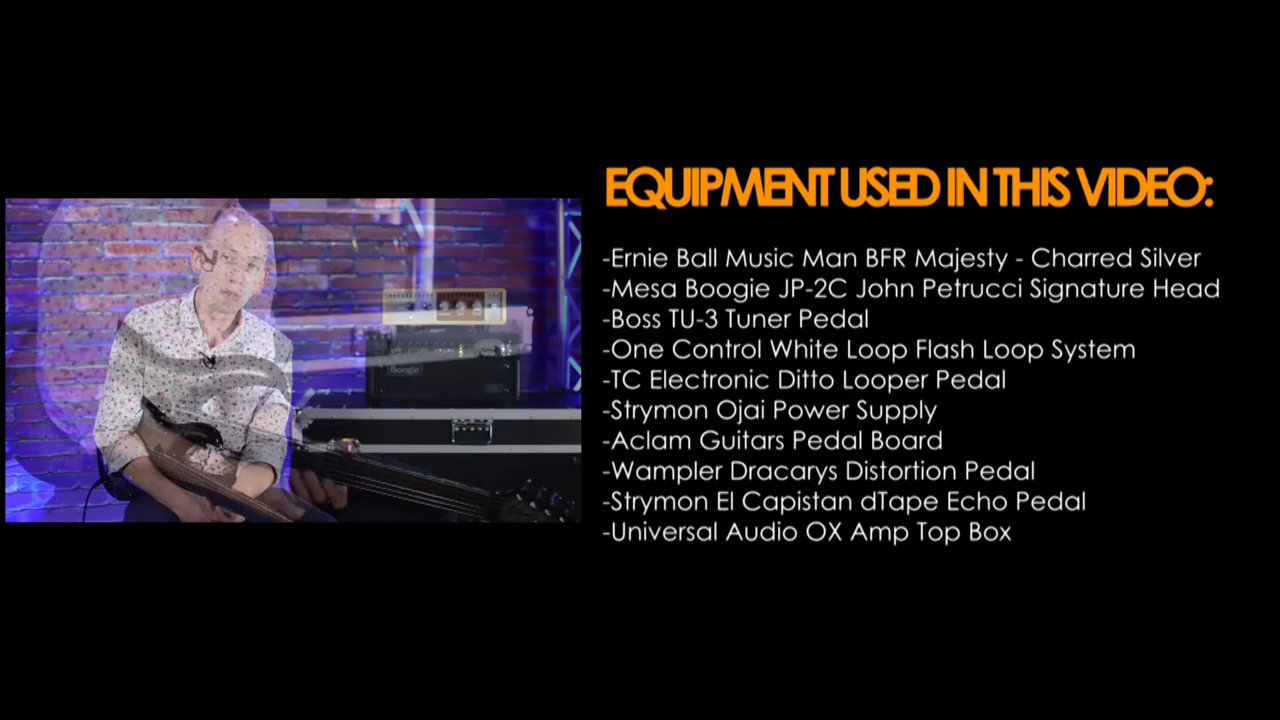 EQUIPMENT USED IN THIS VIDEO:
-Ernie Ball Music Man BFR Majesty - Charred Silver
-Mesa Boogie JP-2C John Petrucci Signature Head
-Boss TU-3 Tuner Pedal
-One Control White Loop Flash Loop System
-TC Electronic Ditto Looper Pedal
-Strymon Ojai Power Supply
-Aclam Guitars Pedal Board
-Wampler Dracarys Distortion Pedal
-Strymon El Capistan dTape Echo Pedal
-Universal Audio OX Amp Top Box
Boogie